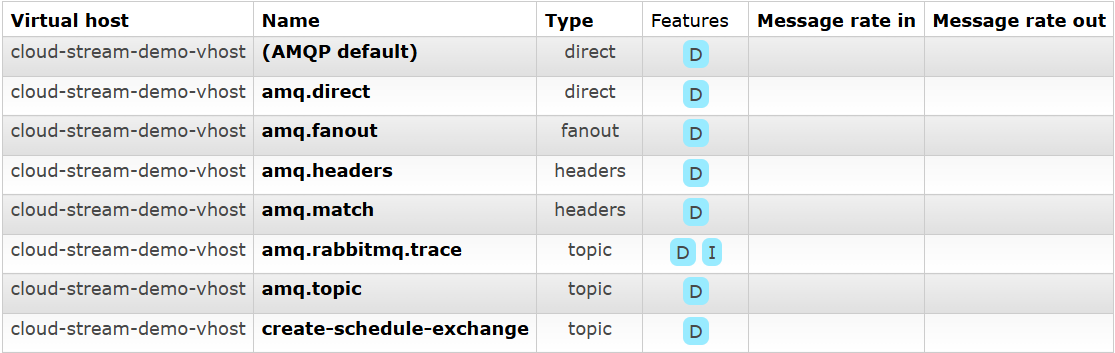 Virtual host Name Type Features Message rate in Message rate out
cloud-stream-demo-vhost (AMQP default) direct D
cloud-stream-demo-vhost amq.direct direct D
cloud-stream-demo-vhost amq.fanout fanout D
cloud-stream-demo-vhost amq.headers headers D
cloud-stream-demo-vhost amq.match headers D
cloud-stream-demo-vhost amq.rabbitmq.trace topic D I
cloud-stream-demo-vhost amq.topic topic D
cloud-stream-demo-vhost create-schedule-exchange topic D